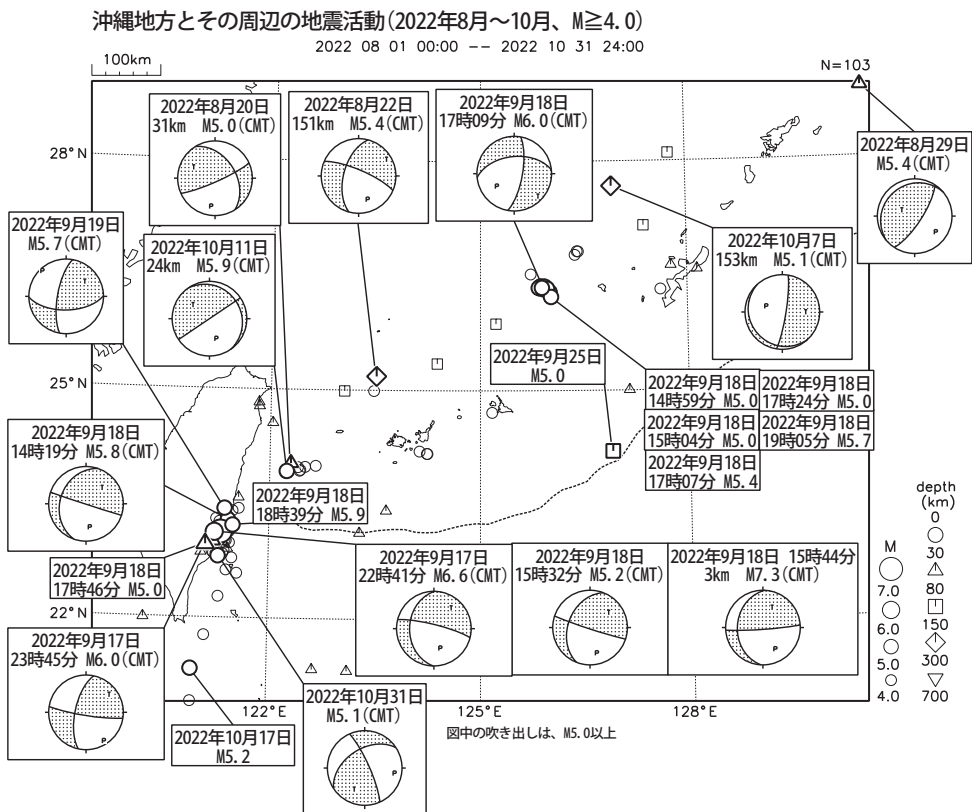 沖縄地方とその周辺の地震活動(2022年8月～10月、M≧4.0)
2022 08 01 00:00 -- 2022 10 31 24:00
100km
N=103
2022年8月20日
31km M5.0(CMT)
2022年8月22日
151km M5.4(CMT)
2022年9月18日
17時09分 M6.0(CMT)
2022年8月29日
M5.4(CMT)
28°N
2022年9月19日
M5.7(CMT)
2022年10月11日
24km M5.9(CMT)
2022年10月7日
153km M5.1(CMT)
2022年9月25日
M5.0
25°N
2022年9月18日
14時59分 M5.0
2022年9月18日
17時24分 M5.0
2022年9月18日
15時04分 M5.0
2022年9月18日
19時05分 M5.7
2022年9月18日
17時07分 M5.4
2022年9月18日
14時19分 M5.8(CMT)
2022年9月18日
18時39分 M5.9
2022年9月18日
17時46分 M5.0
2022年9月17日
22時41分 M6.6(CMT)
2022年9月18日
15時32分 M5.2(CMT)
2022年9月18日 15時44分
3km M7.3(CMT)
22°N
2022年9月17日
23時45分 M6.0(CMT)
2022年10月31日
M5.1(CMT)
2022年10月17日
M5.2
122°E
125°E
128°E
図中の吹き出しは、M5.0以上
M
7.0
6.0
5.0
4.0
depth
(km)
0
30
80
150
300
700
T
P
T
P
T
P
T
P
T
P
T
P
T
P
T
P
T
P
T
P
T
P
T
P
T
P